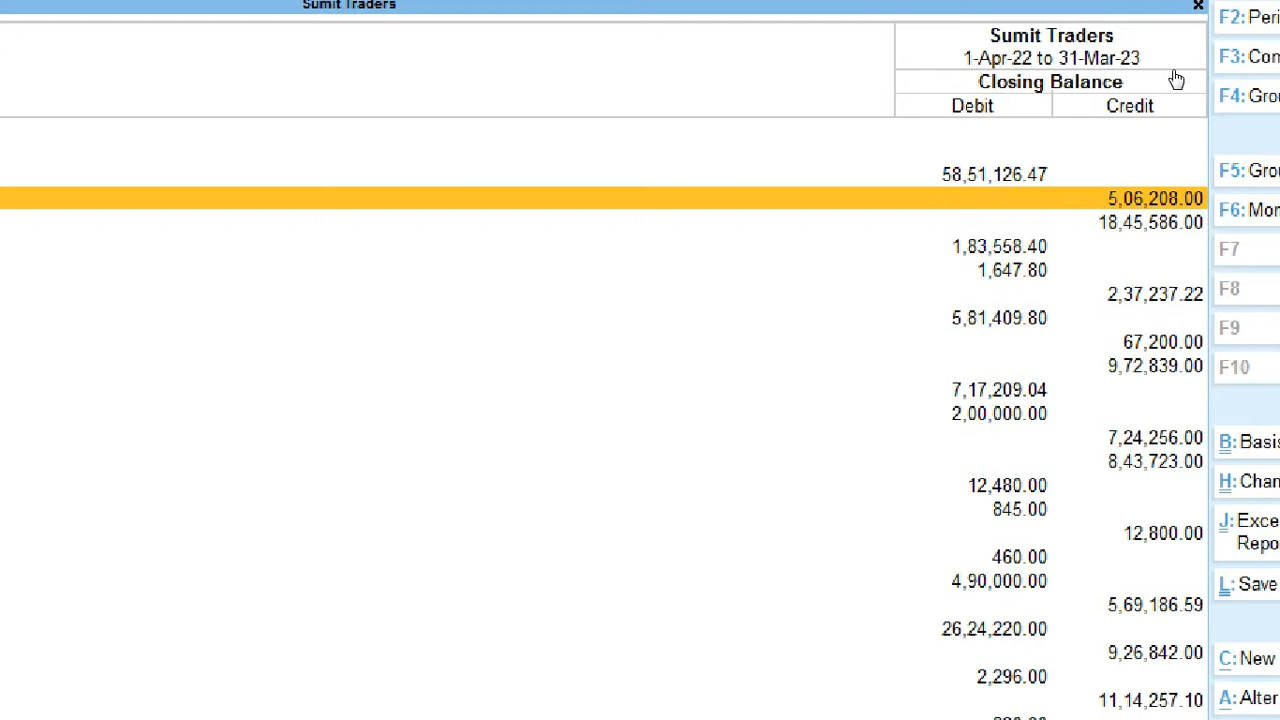 Sumit Traders
Sumit Traders
1-Apr-22 to 31-Mar-23
Closing Balance
Debit Credit
58,51,126.47
5,06,208.00
18,45,586.00
1,83,558.40
1,647.80
2,37,237.22
5,81,409.80
67,200.00
9,72,839.00
7,17,209.04
2,00,000.00
7,24,256.00
8,43,723.00
12,480.00
845.00
12,800.00
460.00
4,90,000.00
5,69,186.59
26,24,220.00
9,26,842.00
2,296.00
11,14,257.10
F2: Peri
F3: Com
F4: Grou
F5: Grou
F6: Mon
F7
F8
F9
F10
B: Basis
H: Chan
J: Exce
Repo
L: Save
C: New
A: Alter